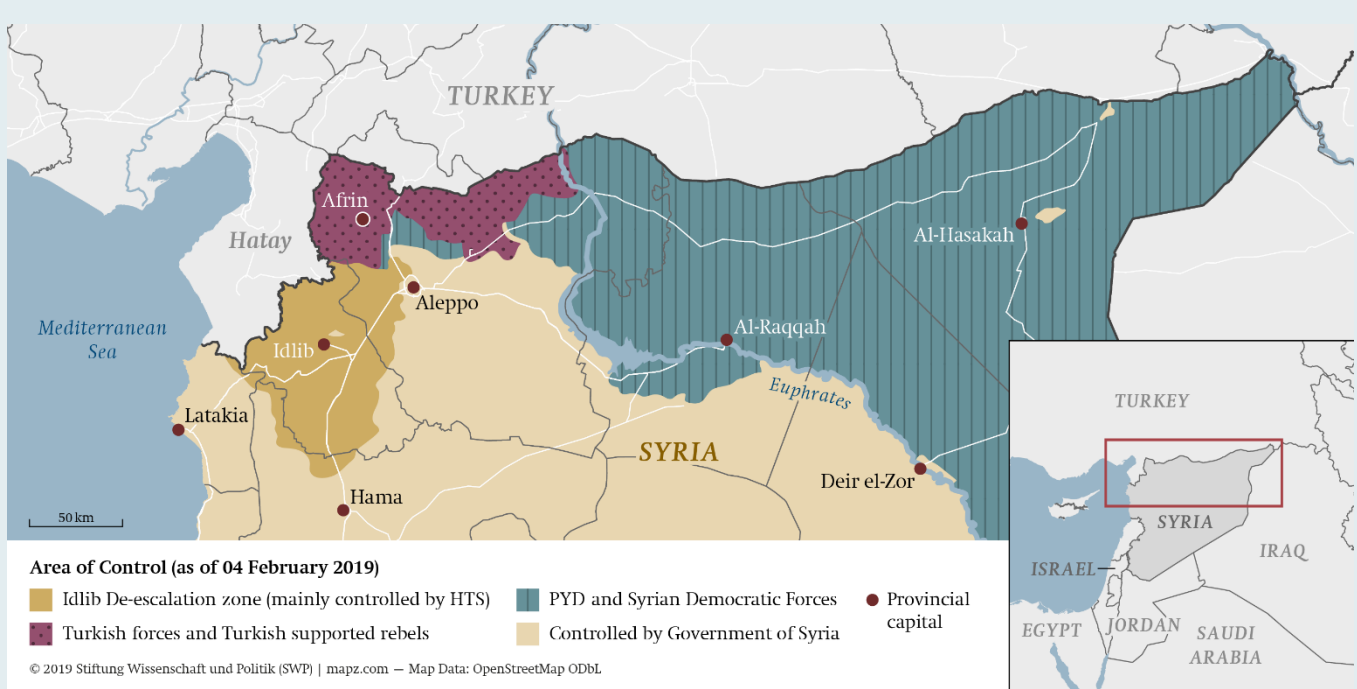 TURKEY
Afrin
Hatay
Al-Hasakah
Aleppo
Mediterranean
Sea
Al-Raqqah
Idlib
Euphrates
Latakia
SYRIA
Deir el-Zor
Hama
50 km
TURKEY
SYRIA
IRAQ
ISRAEL
EGYPT
JORDAN
SAUDI
ARABIA
Area of Control (as of 04 February 2019)
Idlib De-escalation zone (mainly controlled by HTS)
PYD and Syrian Democratic Forces
Provincial
capital
Turkish forces and Turkish supported rebels
Controlled by Government of Syria
© 2019 Stiftung Wissenschaft und Politik (SWP) | mapz.com — Map Data: OpenStreetMap ODbL